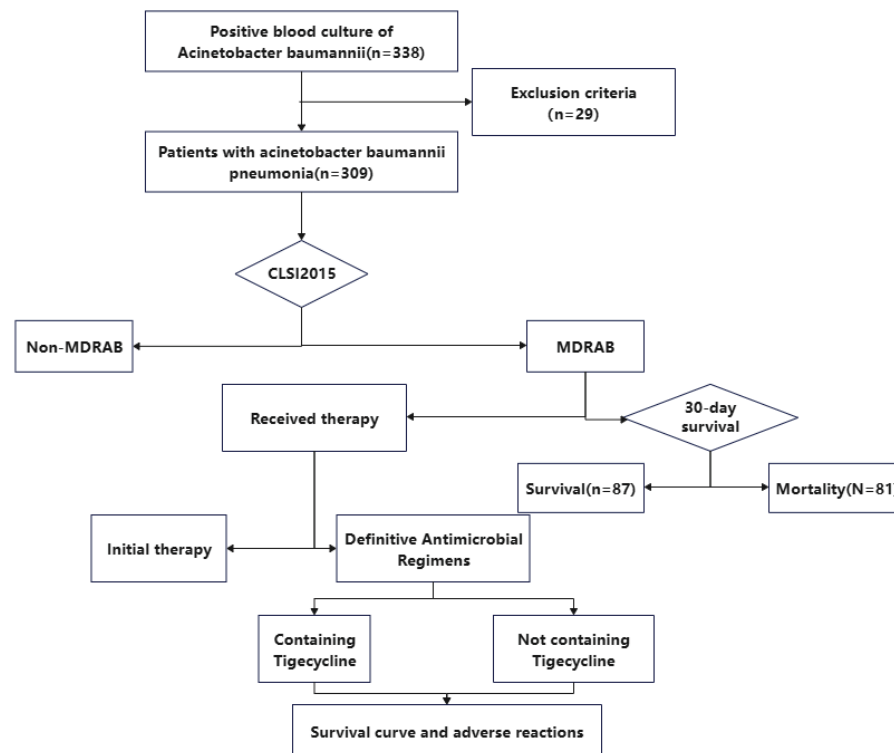 Positive blood culture of
Acinetobacter baumannii(n=338)
Exclusion criteria
(n=29)
Patients with acinetobacter baumannii
pneumonia(n=309)
CLSI2015
Non-MDRAB
MDRAB
Received therapy
30-day
survival
Survival(n=87)
Mortality(N=81)
Initial therapy
Definitive Antimicrobial
Regimens
Containing
Tigecycline
Not containing
Tigecycline
Survival curve and adverse reactions